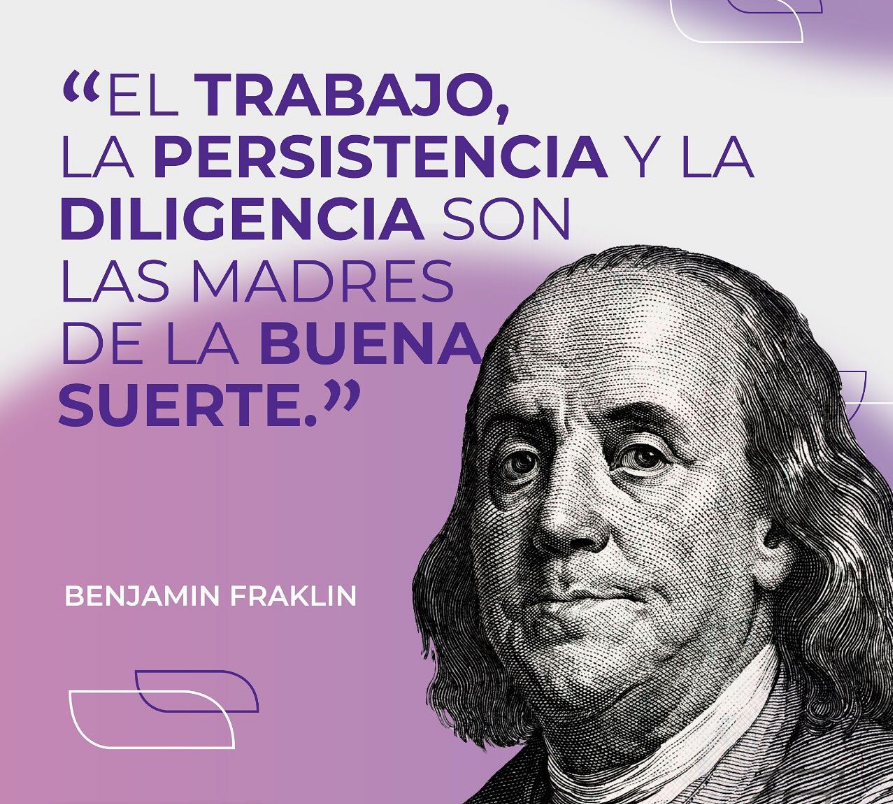 “EL TRABAJO,
LA PERSISTENCIA Y LA
DILIGENCIA SON
LAS MADRES
DE LA BUENA
SUERTE.”
BENJAMIN FRAKLIN